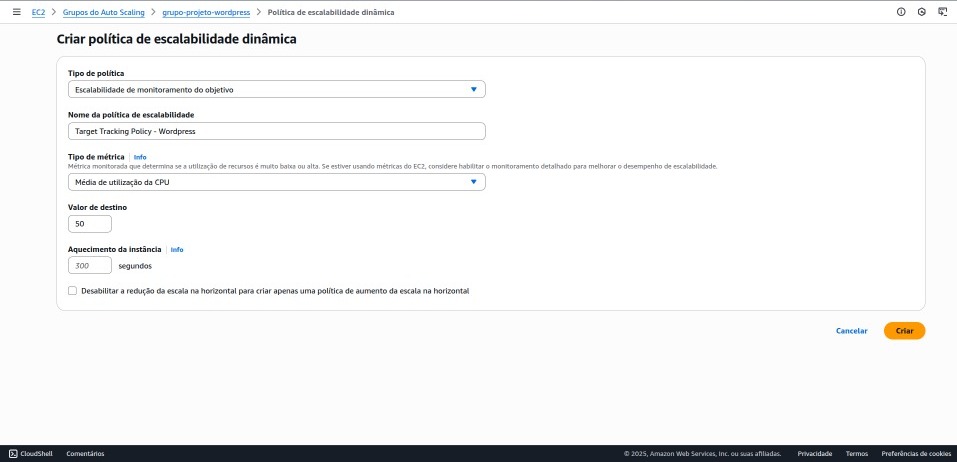 EC2 > Grupos do Auto Scaling > grupo-projeto-wordpress > Política de escalabilidade dinâmica
Criar política de escalabilidade dinâmica
Tipo de política
Escalabilidade de monitoramento do objetivo
Nome da política de escalabilidade
Target Tracking Policy - Wordpress
Tipo de métrica | Info
Métrica monitorada que determina se a utilização de recursos é muito baixa ou alta. Se estiver usando métricas do EC2, considere habilitar o monitoramento detalhado para melhorar o desempenho de escalabilidade.
Média de utilização da CPU
Valor de destino
50
Aquecimento da instância | Info
300 segundos
Desabilitar a redução da escala na horizontal para criar apenas uma política de aumento da escala na horizontal
Cancelar Criar
CloudShell Comentários © 2025, Amazon Web Services, Inc. ou suas afiliadas. Privacidade Termos Preferências de cookies